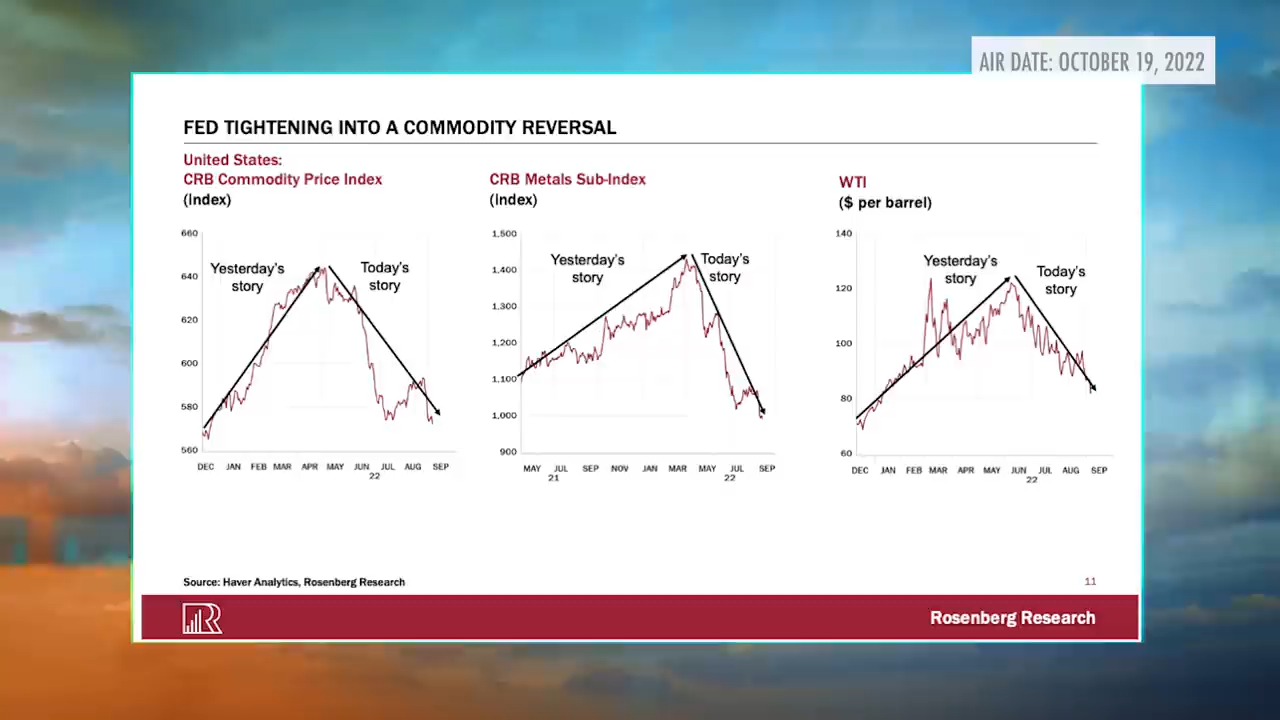 AIR DATE: OCTOBER 19, 2022
FED TIGHTENING INTO A COMMODITY REVERSAL
United States:
CRB Commodity Price Index
(index)
660
640
620
600
580
560
Yesterday's
story
Today's
story
DEC JAN FEB MAR APR MAY JUN JUL AUG SEP
22
CRB Metals Sub-Index
(Index)
1,500
1,400
1,300
1,200
1,100
1,000
900
Yesterday's
story
Today's
story
MAY JUL SEP NOV JAN MAR MAY JUL SEP
21 22
WTI
($ per barrel)
140
120
100
80
60
Yesterday's
story
Today's
story
DEC JAN FEB MAR APR MAY JUN JUL AUG SEP
22
Source: Haver Analytics, Rosenberg Research
11
R
Rosenberg Research